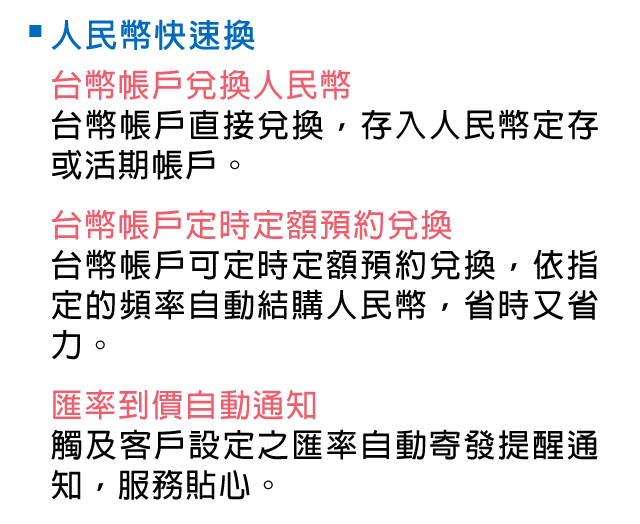 ▪人民幣快速換
台幣帳戶兌換人民幣
台幣帳戶直接兌換，存入人民幣定存
或活期帳戶。
台幣帳戶定時定額預約兌換
台幣帳戶可定時定額預約兌換，依指
定的頻率自動結購人民幣，省時又省
力。
匯率到價自動通知
觸及客戶設定之匯率自動寄發提醒通
知，服務貼心。